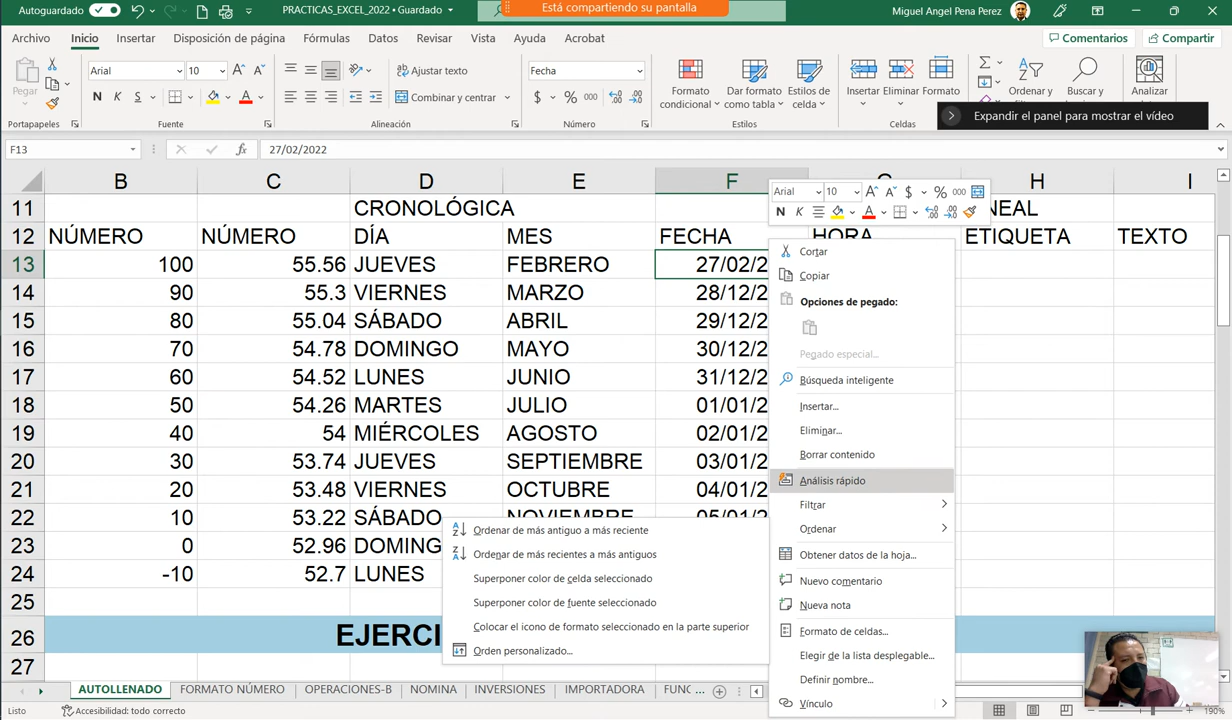 Autoguardado
PRACTICAS_EXCEL_2022 • Guardado
Está compartiendo su pantalla
Miguel Angel Pena Perez
Archivo Inicio Insertar Disposición de página Fórmulas Datos Revisar Vista Ayuda Acrobat
Comentarios Compartir
Pegar
Arial 10
N K S
Ajustar texto
Combinar y centrar
Fecha
$ % 000
Formato condicional
Dar formato como tabla
Estilos de celda
Insertar Eliminar Formato
Ordenar y
Buscar y
Analizar
Portapapeles Fuente Alineación Número Estilos Celdas
Expandir el panel para mostrar el vídeo
F13 fx 27/02/2022
B C D E F H I
Arial 10 $ % 000
N K
11 CRONOLÓGICA NEAL
12 NÚMERO NÚMERO DÍA MES FECHA HORA ETIQUETA TEXTO
13 100 55.56 JUEVES FEBRERO 27/02/2
14 90 55.3 VIERNES MARZO 28/12/2
15 80 55.04 SÁBADO ABRIL 29/12/2
16 70 54.78 DOMINGO MAYO 30/12/2
17 60 54.52 LUNES JUNIO 31/12/2
18 50 54.26 MARTES JULIO 01/01/2
19 40 54 MIÉRCOLES AGOSTO 02/01/2
20 30 53.74 JUEVES SEPTIEMBRE 03/01/2
21 20 53.48 VIERNES OCTUBRE 04/01/2
22 10 53.22 SÁBADO NOVIEMBRE 05/01/2
23 0 52.96 DOMING
24 -10 52.7 LUNES
25
26 EJERCI
27
Cortar
Copiar
Opciones de pegado:
Pegado especial...
Búsqueda inteligente
Insertar...
Eliminar...
Borrar contenido
Análisis rápido
Filtrar
Ordenar
Obtener datos de la hoja...
Nuevo comentario
Nueva nota
Formato de celdas...
Elegir de la lista desplegable...
Definir nombre...
Vínculo
Ordenar de más antiguo a más reciente
Ordenar de más recientes a más antiguos
Superponer color de celda seleccionado
Superponer color de fuente seleccionado
Colocar el icono de formato seleccionado en la parte superior
Orden personalizado...
AUTOLLENADO FORMATO NÚMERO OPERACIONES-B NOMINA INVERSIONES IMPORTADORA FUNC ...
Listo Accesibilidad: todo correcto 190%